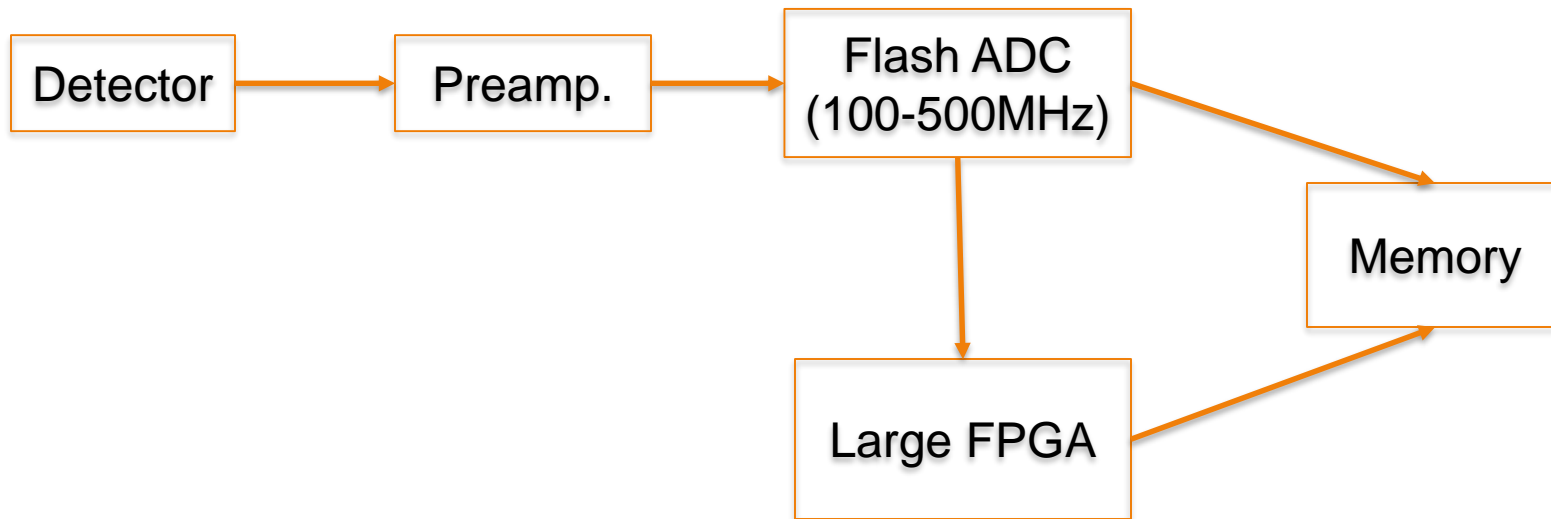 Detector
Preamp.
Flash ADC
(100-500MHz)
Memory
Large FPGA